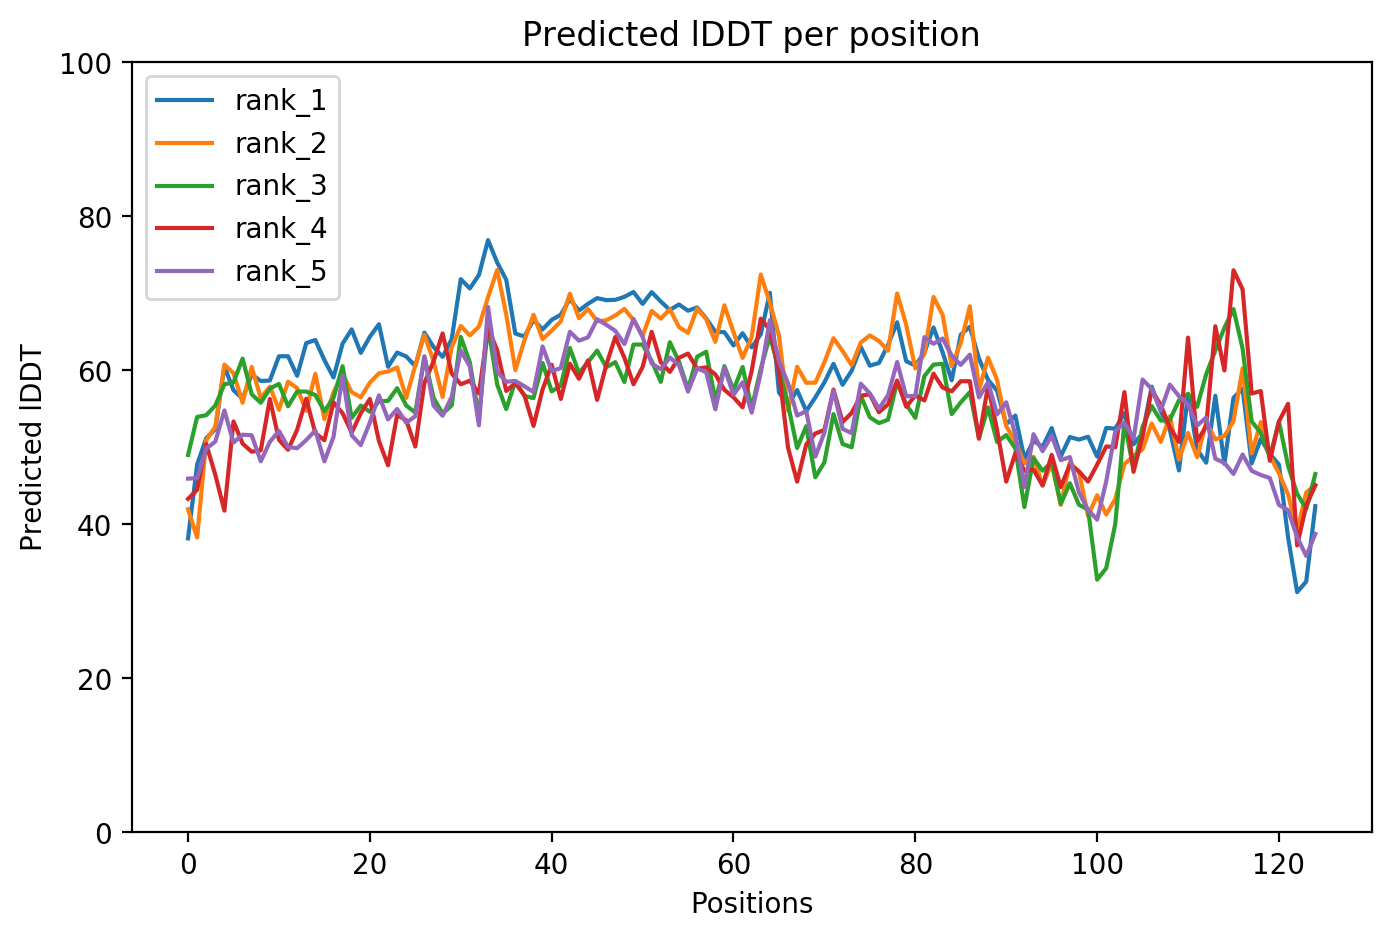 Predicted lDDT per position
100
80
60
40
20
0
Predicted lDDT
rank_1
rank_2
rank_3
rank_4
rank_5
0 20 40 60 80 100 120
Positions